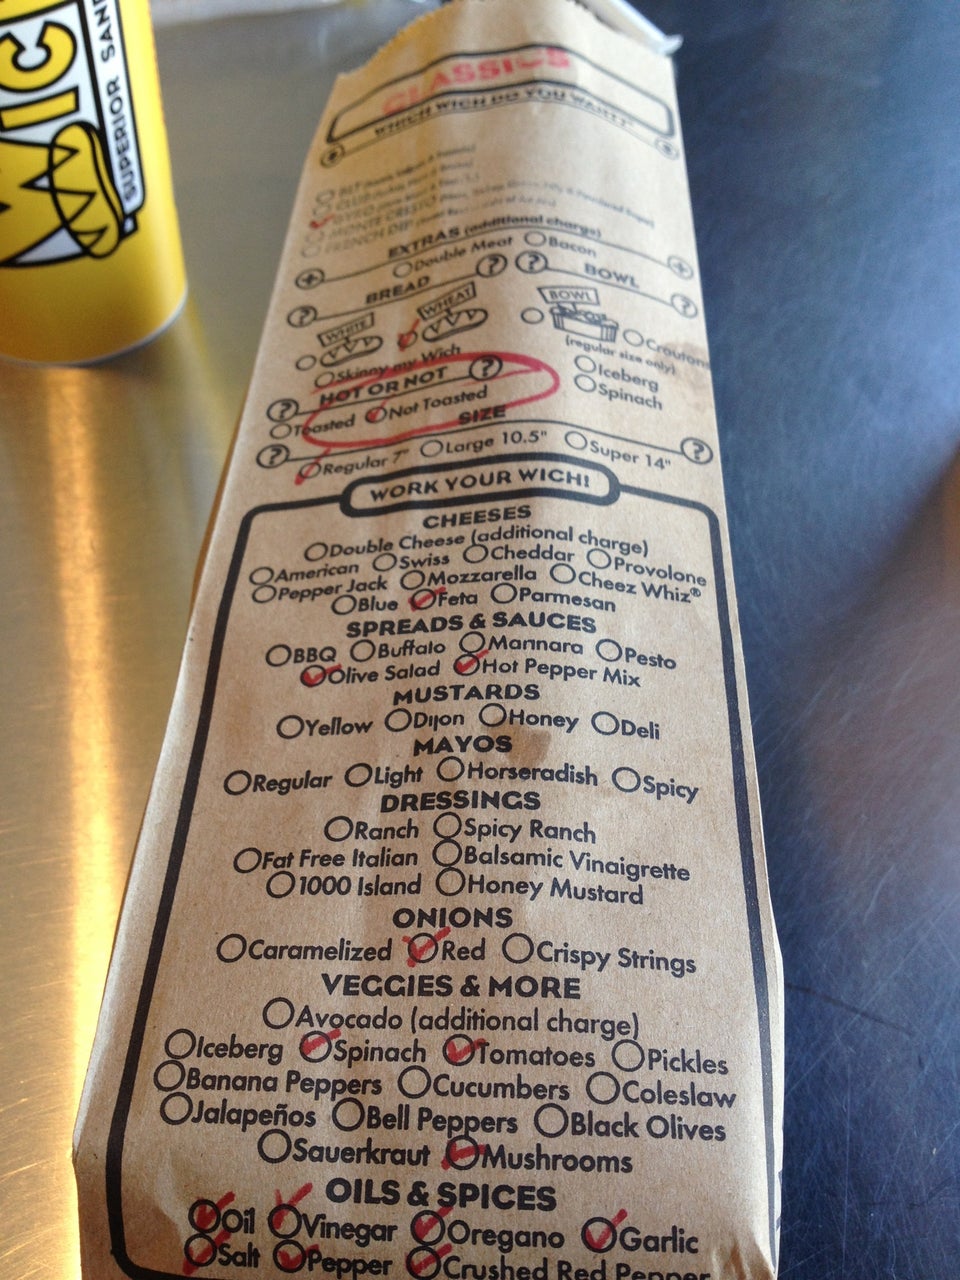 WICH
SUPERIOR SAN
CLASSICS
WHICH WICH DO YOU WANT?
BLT
CLUB
GYRO
MONTE CRISTO
FRENCH DIP
EXTRAS (additional charge)
Double Meat Bacon
BREAD
BOWL
WHITE WHEAT
BOWL
Croutons
(regular size only)
Skinny my Wich
Iceberg
Spinach
HOT OR NOT
Toasted Not Toasted
SIZE
Regular 7" Large 10.5" Super 14"
WORK YOUR WICH!
CHEESES
Double Cheese (additional charge)
American Swiss Cheddar Provolone
Pepper Jack Mozzarella Cheez Whiz®
Blue Feta Parmesan
SPREADS & SAUCES
BBQ Buffalo Marinara Pesto
Olive Salad Hot Pepper Mix
MUSTARDS
Yellow Dijon Honey Deli
MAYOS
Regular Light Horseradish Spicy
DRESSINGS
Ranch Spicy Ranch
Fat Free Italian Balsamic Vinaigrette
1000 Island Honey Mustard
ONIONS
Caramelized Red Crispy Strings
VEGGIES & MORE
Avocado (additional charge)
Iceberg Spinach Tomatoes Pickles
Banana Peppers Cucumbers Coleslaw
Jalapeños Bell Peppers Black Olives
Sauerkraut Mushrooms
OILS & SPICES
Oil Vinegar Oregano Garlic
Salt Pepper Crushed Red Pepper